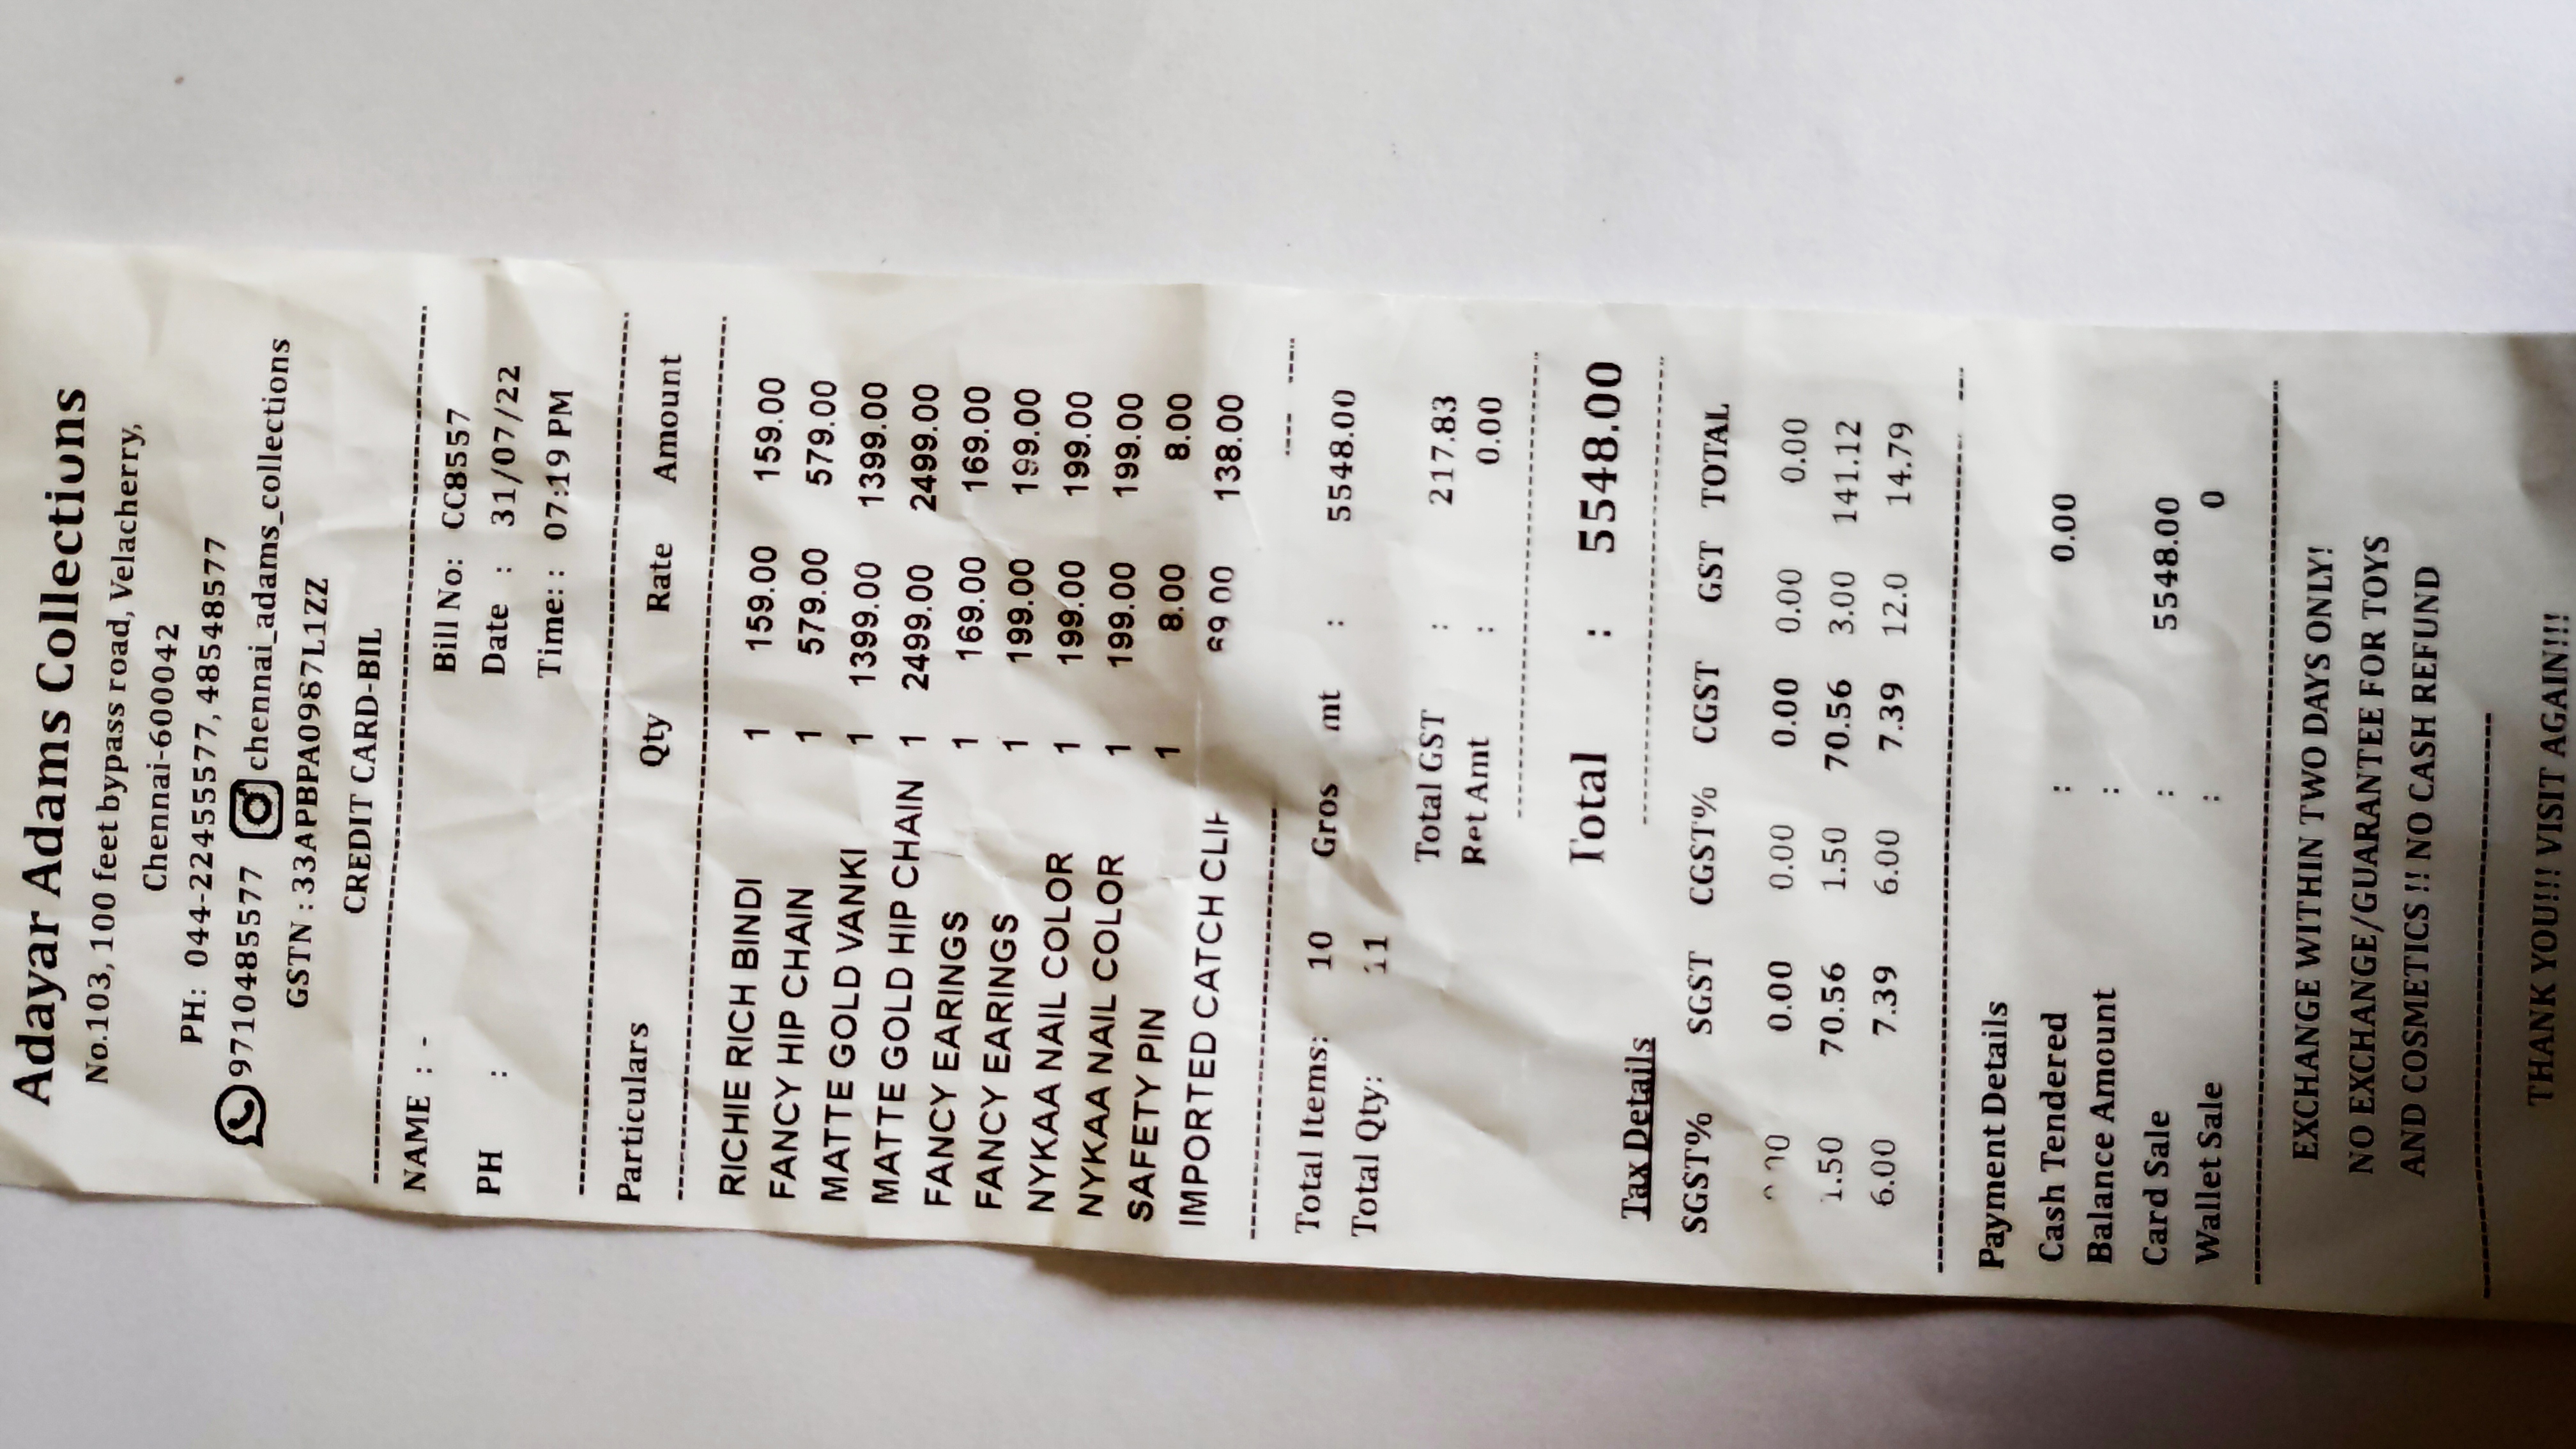 Adayar Adams Collections
No.103, 100 feet bypass road, Velacherry,
Chennai-600042
PH: 044-22455577, 48548577
9710485577 chennai_adams_collections
GSTN : 33APBPA0967L1ZZ
CREDIT CARD-BIL
NAME : -
Bill No: CC8557
PH :
Date : 31/07/22
Time: : 07:19 PM
Particulars Qty Rate Amount
RICHIE RICH BINDI 1 159.00 159.00
FANCY HIP CHAIN 1 579.00 579.00
MATTE GOLD VANKI 1 1399.00 1399.00
MATTE GOLD HIP CHAIN 1 2499.00 2499.00
FANCY EARINGS 1 169.00 169.00
FANCY EARINGS 1 199.00 199.00
NYKAA NAIL COLOR 1 199.00 199.00
NYKAA NAIL COLOR 1 199.00 199.00
SAFETY PIN 1 8.00 8.00
IMPORTED CATCH 69.00 138.00
Total Items: 10 : 5548.00
Total Qty: 11
Total GST : 217.83
Ret Amt : 0.00
Total : 5548.00
Tax Details
SGST% SGST CGST% CGST GST TOTAL
0.00 0.00 0.00 0.00 0.00
1.50 70.56 1.50 70.56 3.00 141.12
6.00 7.39 6.00 7.39 12.0 14.79
Payment Details
Cash Tendered : 0.00
Balance Amount :
Card Sale : 5548.00
Wallet Sale : 0
EXCHANGE WITHIN TWO DAYS ONLY!
NO EXCHANGE/GUARANTEE FOR TOYS
AND COSMETICS !! NO CASH REFUND
THANK YOU!!! VISIT AGAIN!!!